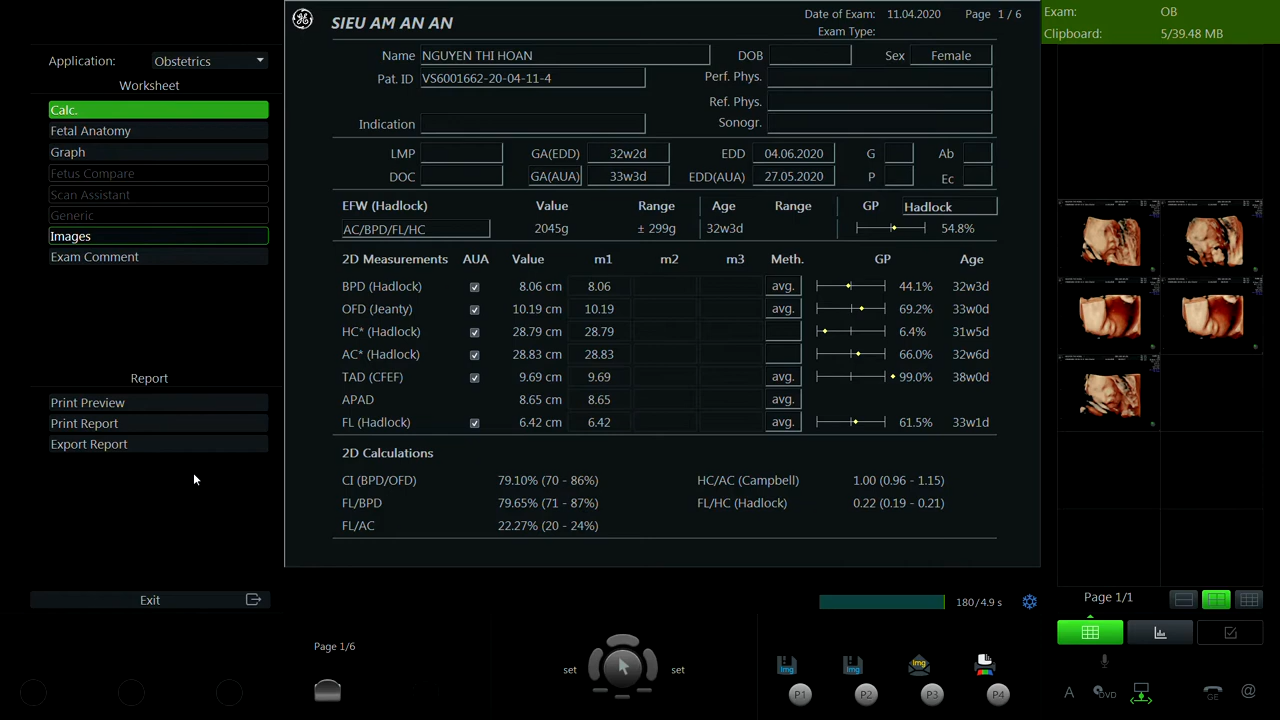 SIEU AM AN AN
Date of Exam: 11.04.2020 Page 1 / 6
Exam Type:
Name NGUYEN THI HOAN DOB Sex Female
Pat. ID VS6001662-20-04-11-4 Perf. Phys.
Ref. Phys.
Indication Sonogr.
LMP GA(EDD) 32w2d EDD 04.06.2020 G Ab
DOC GA(AUA) 33w3d EDD(AUA) 27.05.2020 P Ec
EFW (Hadlock) Value Range Age Range GP Hadlock
AC/BPD/FL/HC 2045g ± 299g 32w3d 54.8%
2D Measurements AUA Value m1 m2 m3 Meth. GP Age
BPD (Hadlock) 8.06 cm 8.06 avg. 44.1% 32w3d
OFD (Jeanty) 10.19 cm 10.19 avg. 69.2% 33w0d
HC* (Hadlock) 28.79 cm 28.79 6.4% 31w5d
AC* (Hadlock) 28.83 cm 28.83 66.0% 32w6d
TAD (CFEF) 9.69 cm 9.69 avg. 99.0% 38w0d
APAD 8.65 cm 8.65 avg.
FL (Hadlock) 6.42 cm 6.42 avg. 61.5% 33w1d
2D Calculations
CI (BPD/OFD) 79.10% (70 - 86%) HC/AC (Campbell) 1.00 (0.96 - 1.15)
FL/BPD 79.65% (71 - 87%) FL/HC (Hadlock) 0.22 (0.19 - 0.21)
FL/AC 22.27% (20 - 24%)
Application: Obstetrics
Worksheet
Calc.
Fetal Anatomy
Graph
Fetus Compare
Scan Assistant
Generic
Images
Exam Comment
Report
Print Preview
Print Report
Export Report
Exit
Exam: OB
Clipboard: 5/39.48 MB
Page 1/1
180/4.9 s
Page 1/6
set set
Img Img Img
P1 P2 P3 P4
A DVD GE @